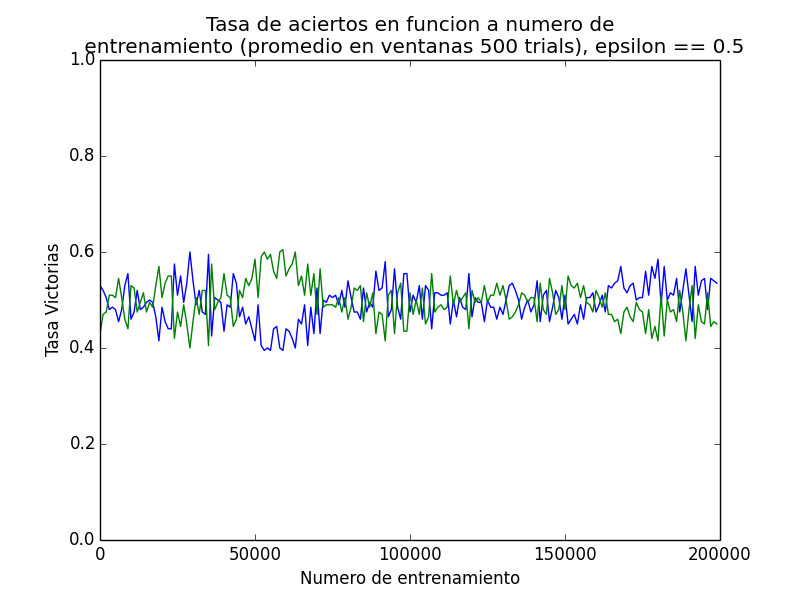 Tasa de aciertos en funcion a numero de
entrenamiento (promedio en ventanas 500 trials), epsilon == 0.5
1.0
0.8
0.6
0.4
0.2
0.0
Tasa Victorias
0
50000
100000
150000
200000
Numero de entrenamiento